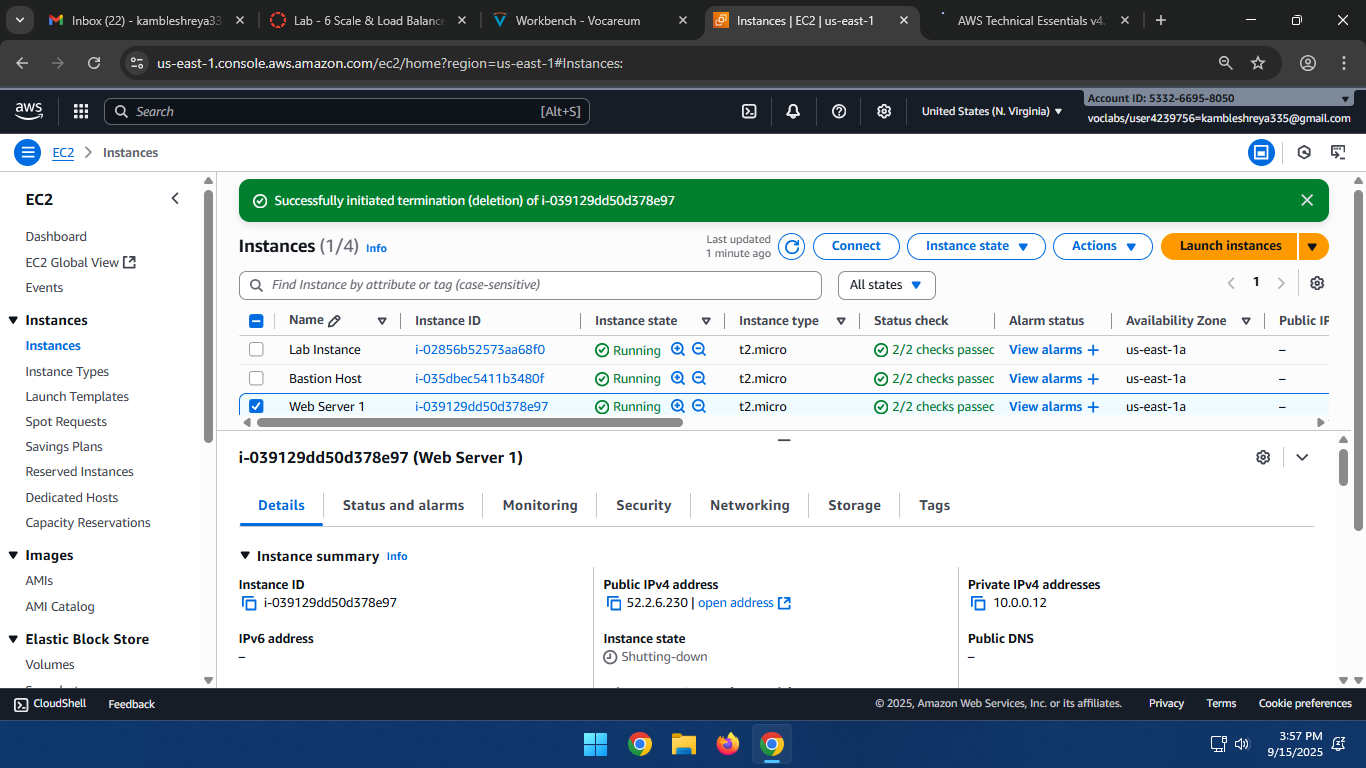 Inbox (22) - kambleshreya33
Lab - 6 Scale & Load Balance
Workbench - Vocareum
Instances | EC2 | us-east-1
AWS Technical Essentials v4.
us-east-1.console.aws.amazon.com/ec2/home?region=us-east-1#Instances:
aws
Search
[Alt+S]
United States (N. Virginia)
Account ID: 5332-6695-8050
voclabs/user4239756=kambleshreya335@gmail.com
EC2
Instances
EC2
Dashboard
EC2 Global View
Events
Instances
Instances
Instance Types
Launch Templates
Spot Requests
Savings Plans
Reserved Instances
Dedicated Hosts
Capacity Reservations
Images
AMIs
AMI Catalog
Elastic Block Store
Volumes
Successfully initiated termination (deletion) of i-039129dd50d378e97
Instances (1/4) Info
Last updated
1 minute ago
Connect
Instance state
Actions
Launch instances
Find Instance by attribute or tag (case-sensitive)
All states
1
Name Instance ID Instance state Instance type Status check Alarm status Availability Zone Public IP
Lab Instance i-02856b52573aa68f0 Running t2.micro 2/2 checks passec View alarms + us-east-1a –
Bastion Host i-035dbec5411b3480f Running t2.micro 2/2 checks passec View alarms + us-east-1a –
Web Server 1 i-039129dd50d378e97 Running t2.micro 2/2 checks passec View alarms + us-east-1a –
i-039129dd50d378e97 (Web Server 1)
Details Status and alarms Monitoring Security Networking Storage Tags
Instance summary Info
Instance ID
i-039129dd50d378e97
Public IPv4 address
52.2.6.230 | open address
Private IPv4 addresses
10.0.0.12
IPv6 address
–
Instance state
Shutting-down
Public DNS
–
CloudShell
Feedback
© 2025, Amazon Web Services, Inc. or its affiliates.
Privacy
Terms
Cookie preferences
3:57 PM
9/15/2025